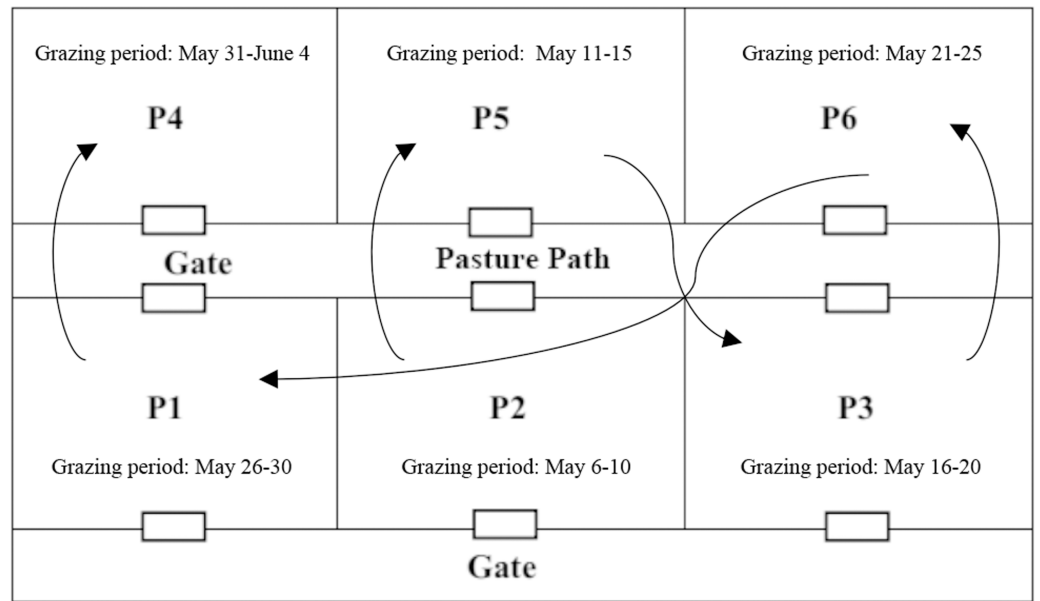 Grazing period: May 31-June 4
Grazing period: May 11-15
Grazing period: May 21-25
P4
P5
P6
Gate
Pasture Path
P1
P2
P3
Grazing period: May 26-30
Grazing period: May 6-10
Grazing period: May 16-20
Gate